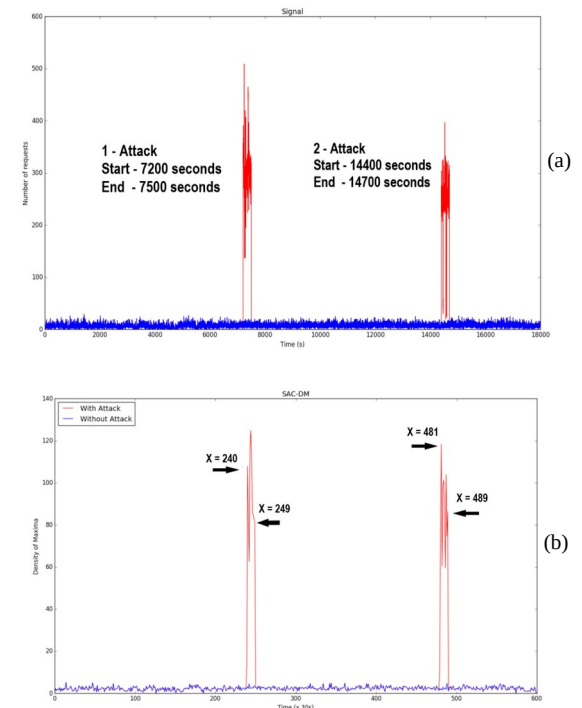 Signal
600
500
400
300
200
100
0
Number of requests
1 - Attack
Start - 7200 seconds
End - 7500 seconds
2 - Attack
Start - 14400 seconds
End - 14700 seconds
(a)
0 2000 4000 6000 8000 10000 12000 14000 16000 18000
Time (s)
SAC-DM
140
120
100
80
60
40
20
0
Density of Maxima
With Attack
Without Attack
X = 240
X = 249
X = 481
X = 489
(b)
0 100 200 300 400 500 600
Time (x 30s)